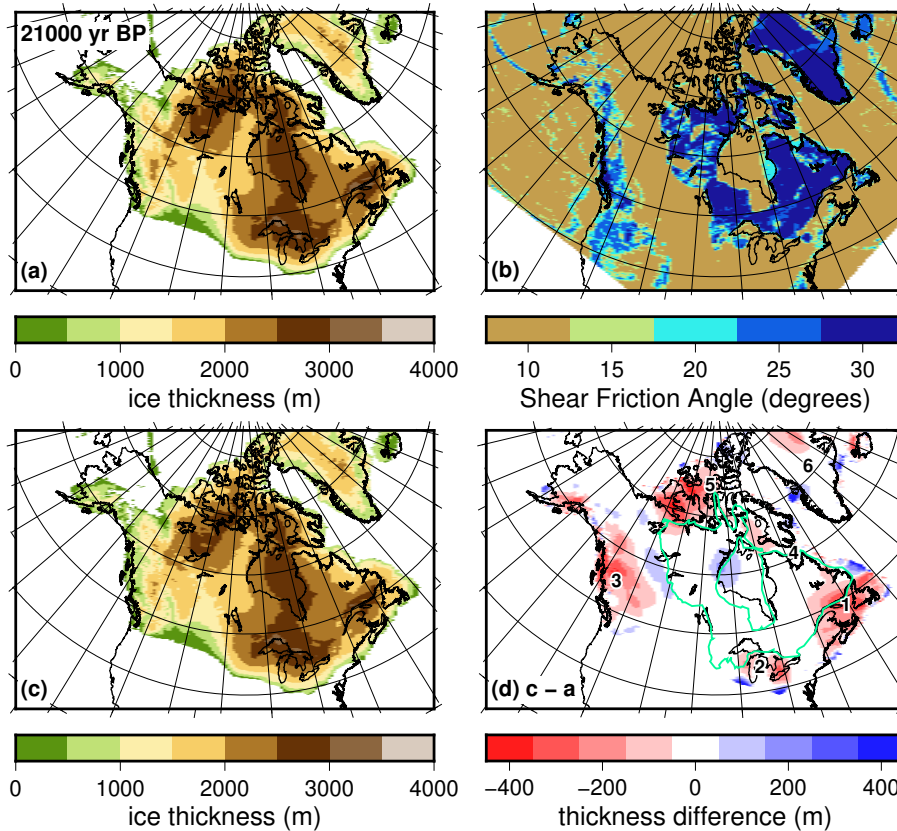 21000 yr BP
(a)
(b)
0 1000 2000 3000 4000
ice thickness (m)
10 15 20 25 30
Shear Friction Angle (degrees)
(c)
6
5
4
3
1
2
(d) c − a
0 1000 2000 3000 4000
ice thickness (m)
−400 −200 0 200 400
thickness difference (m)